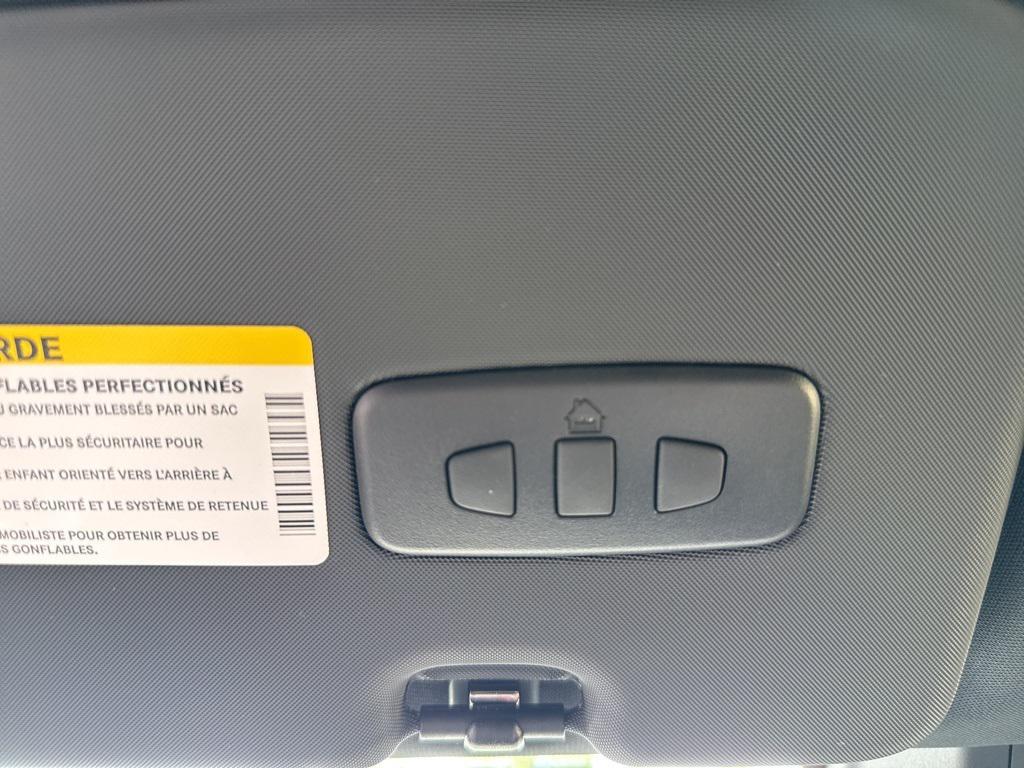 RDE
FLABLES PERFECTIONNÉS
U GRAVEMENT BLESSÉS PAR UN SAC
CE LA PLUS SÉCURITAIRE POUR
ENFANT ORIENTÉ VERS L'ARRIÈRE À
DE SÉCURITÉ ET LE SYSTÈME DE RETENUE
MOBILISTE POUR OBTENIR PLUS DE
S GONFLABLES.